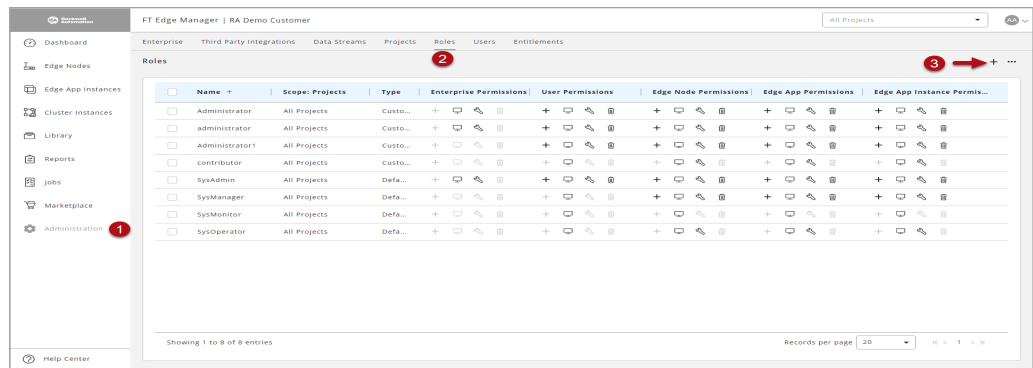 Rockwell Automation
FT Edge Manager | RA Demo Customer
All Projects
AA
Dashboard
Edge Nodes
Edge App Instances
Cluster Instances
Library
Reports
Jobs
Marketplace
Administration
1
Help Center
Enterprise Third Party Integrations Data Streams Projects Roles Users Entitlements
2
Roles
3
Name Scope: Projects Type Enterprise Permissions User Permissions Edge Node Permissions Edge App Permissions Edge App Instance Permis...
Administrator All Projects Custo...
administrator All Projects Custo...
Administrator1 All Projects Custo...
contributor All Projects Custo...
SysAdmin All Projects Defa...
SysManager All Projects Defa...
SysMonitor All Projects Defa...
SysOperator All Projects Defa...
Showing 1 to 8 of 8 entries
Records per page 20
1